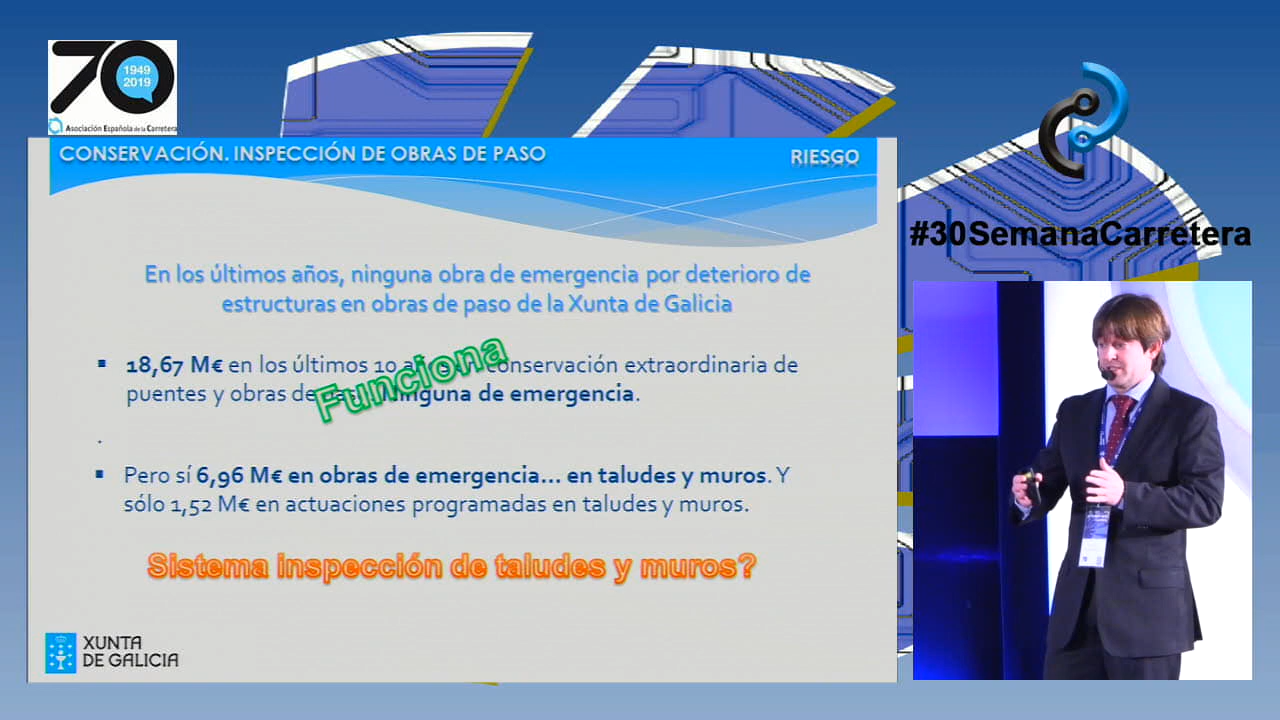 70
1949
2019
Asociación Española de la Carretera
CONSERVACIÓN. INSPECCIÓN DE OBRAS DE PASO
RIESGO
#30SemanaCarretera
En los últimos años, ninguna obra de emergencia por deterioro de
estructuras en obras de paso de la Xunta de Galicia
18,67 M€ en los últimos 10 años en conservación extraordinaria de
puentes y obras de Ninguna de emergencia.
Funciona
Pero sí 6,96 M€ en obras de emergencia... en taludes y muros. Y
sólo 1,52 M€ en actuaciones programadas en taludes y muros.
Sistema inspección de taludes y muros?
XUNTA
DE GALICIA